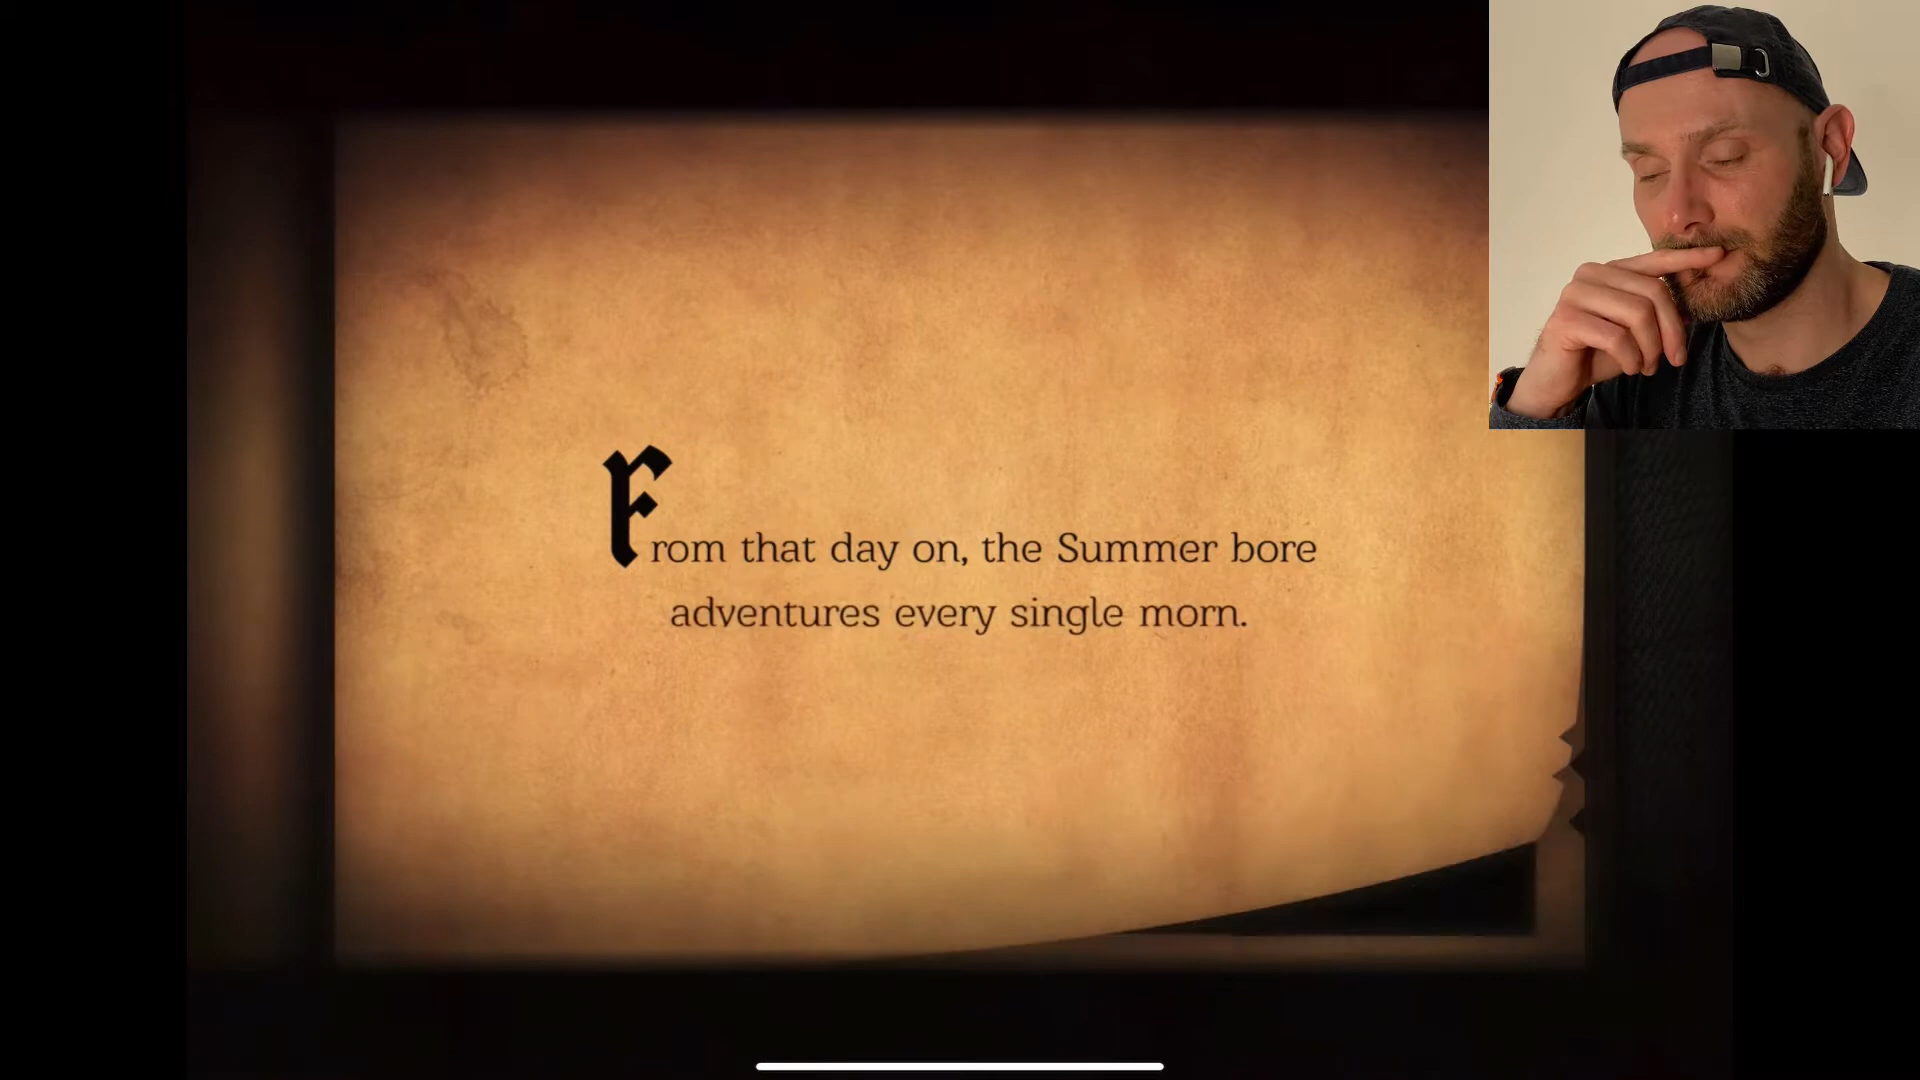 From that day on, the Summer bore
adventures every single morn.